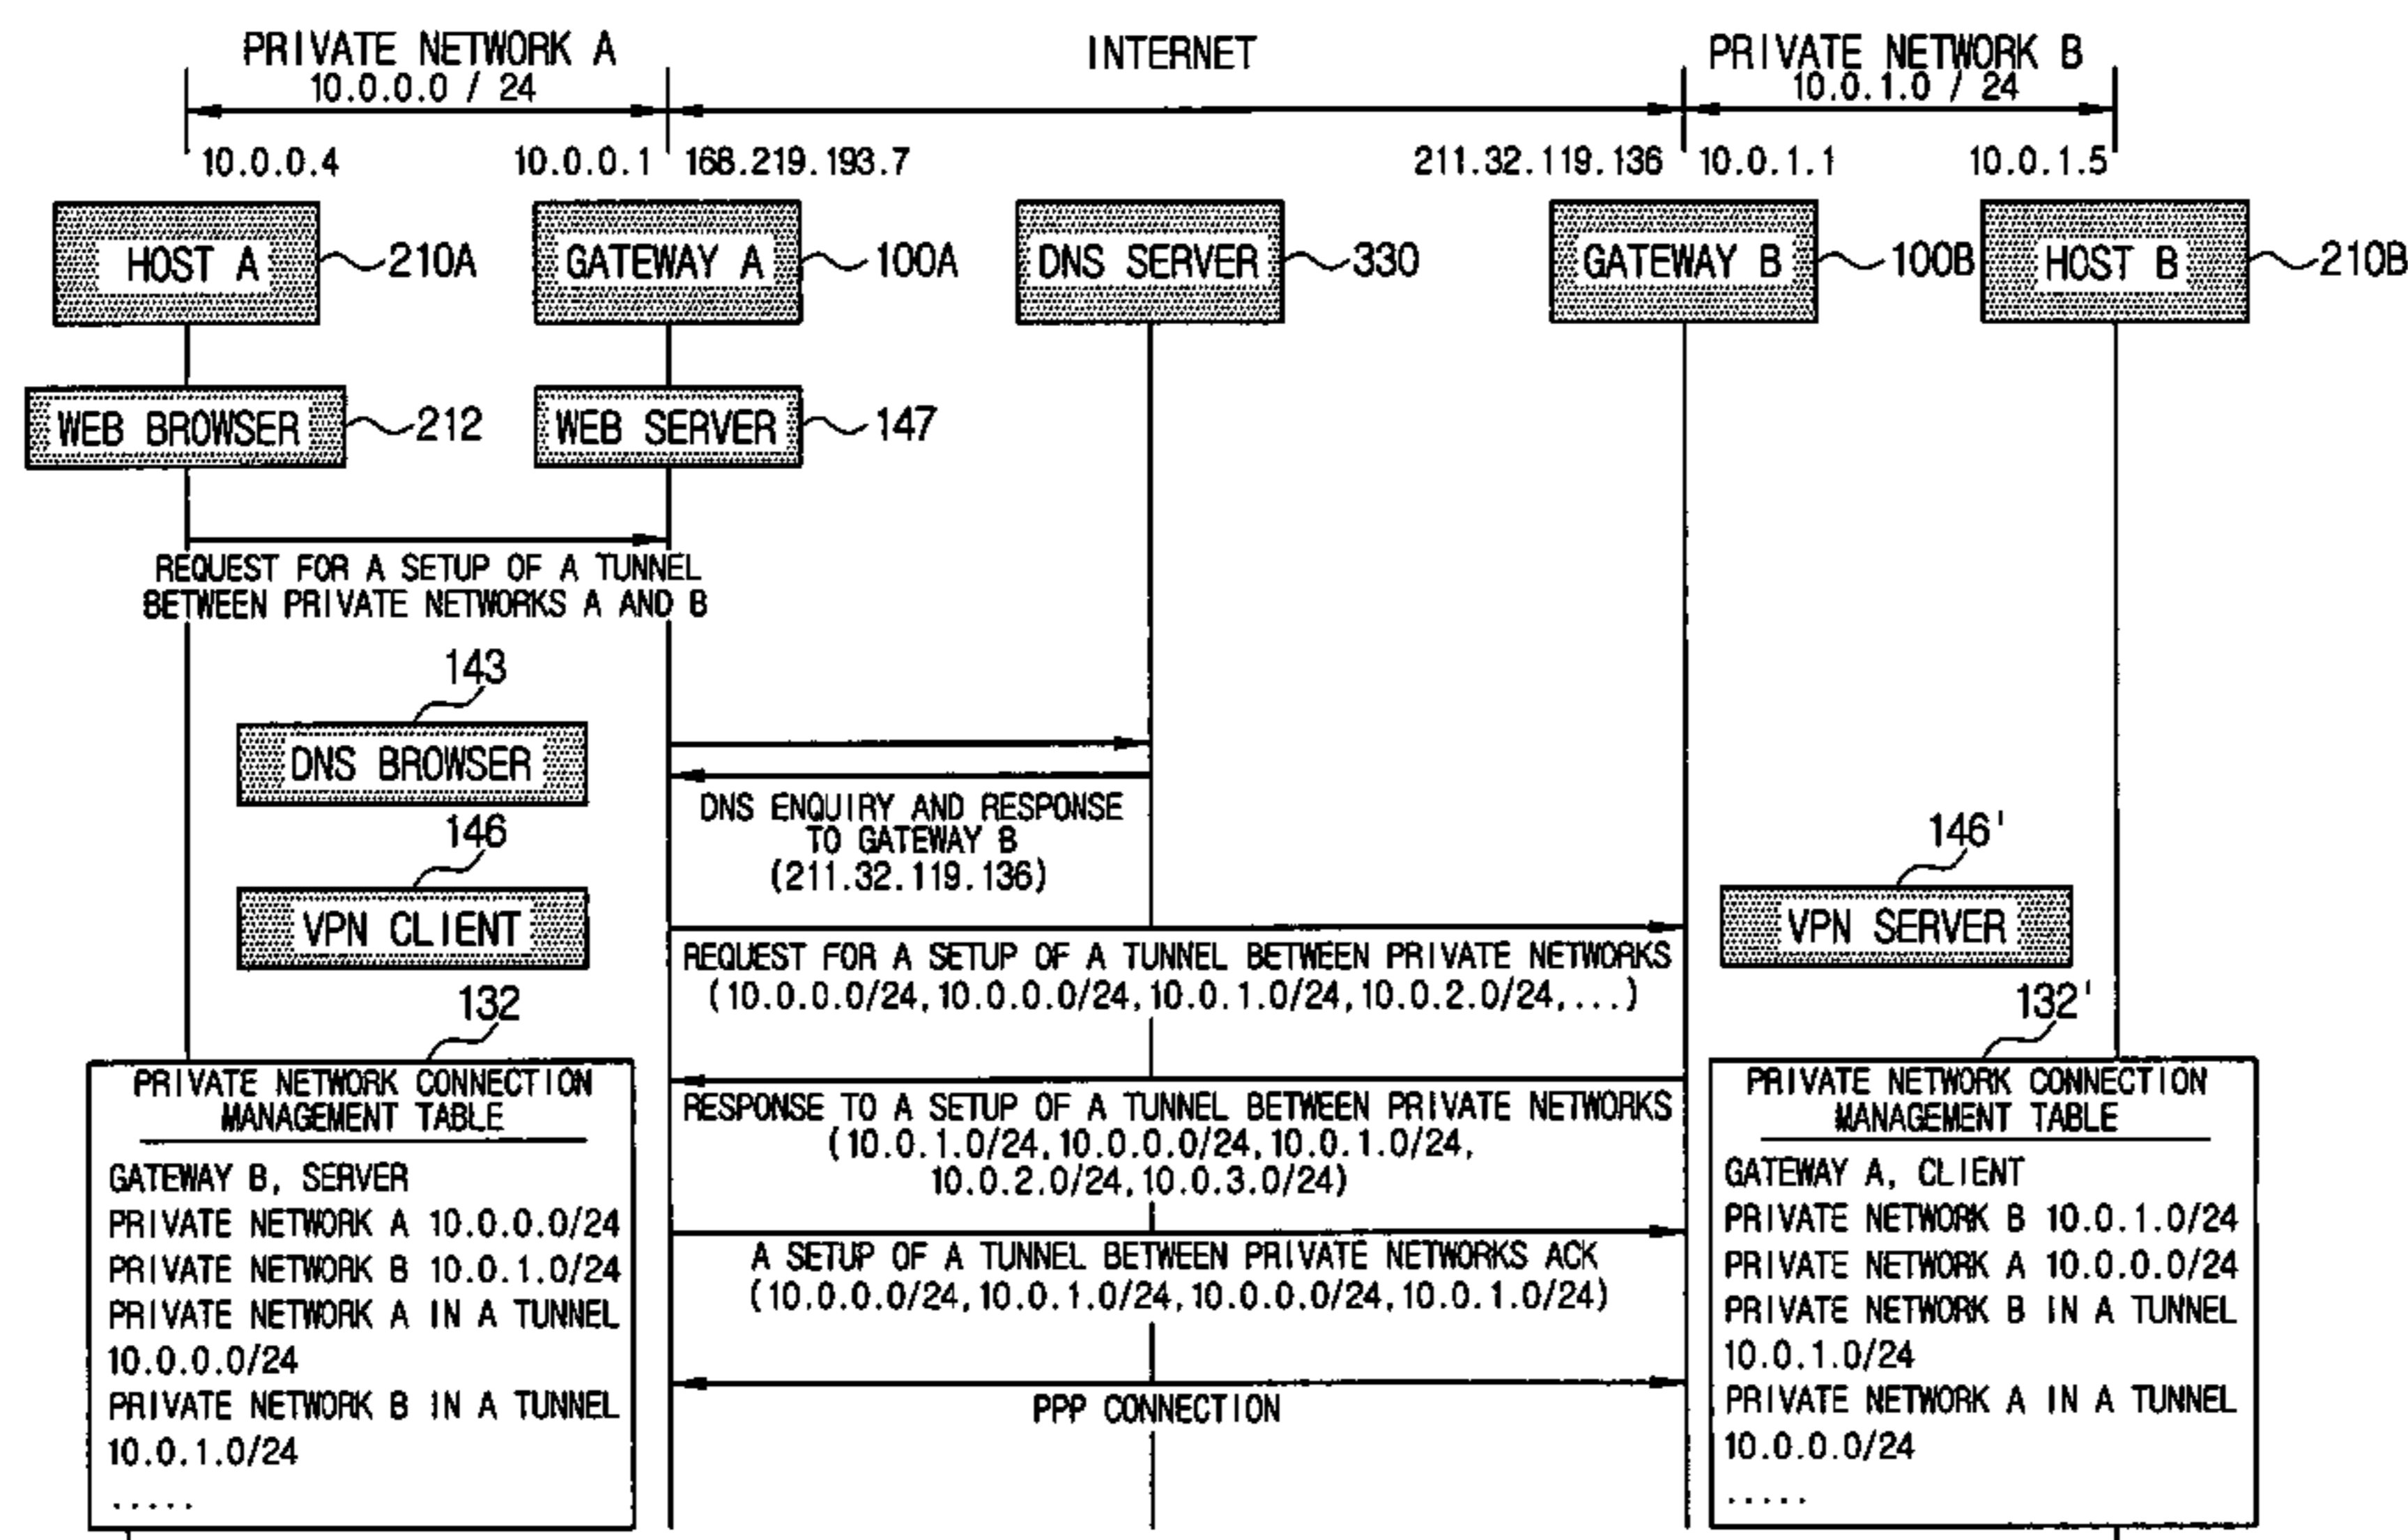 PRIVATE NETWORK A
10.0.0.0 / 24
INTERNET
PRIVATE NETWORK B
10.0.1.0 / 24
10.0.0.4
10.0.0.1
168.219.193.7
211.32.119.136
10.0.1.1
10.0.1.5
HOST A
210A
GATEWAY A
100A
DNS SERVER
330
GATEWAY B
100B
HOST B
210B
WEB BROWSER
212
WEB SERVER
147
REQUEST FOR A SETUP OF A TUNNEL
BETWEEN PRIVATE NETWORKS A AND B
143
DNS BROWSER
DNS ENQUIRY AND RESPONSE
TO GATEWAY B
(211.32.119.136)
146
VPN CLIENT
146'
VPN SERVER
REQUEST FOR A SETUP OF A TUNNEL BETWEEN PRIVATE NETWORKS
(10.0.0.0/24,10.0.0.0/24,10.0.1.0/24,10.0.2.0/24,...)
132
PRIVATE NETWORK CONNECTION
MANAGEMENT TABLE
GATEWAY B, SERVER
PRIVATE NETWORK A 10.0.0.0/24
PRIVATE NETWORK B 10.0.1.0/24
PRIVATE NETWORK A IN A TUNNEL
10.0.0.0/24
PRIVATE NETWORK B IN A TUNNEL
10.0.1.0/24
.....
RESPONSE TO A SETUP OF A TUNNEL BETWEEN PRIVATE NETWORKS
(10.0.1.0/24,10.0.0.0/24,10.0.1.0/24,
10.0.2.0/24,10.0.3.0/24)
A SETUP OF A TUNNEL BETWEEN PRIVATE NETWORKS ACK
(10.0.0.0/24,10.0.1.0/24,10.0.0.0/24,10.0.1.0/24)
PPP CONNECTION
132'
PRIVATE NETWORK CONNECTION
MANAGEMENT TABLE
GATEWAY A, CLIENT
PRIVATE NETWORK B 10.0.1.0/24
PRIVATE NETWORK A 10.0.0.0/24
PRIVATE NETWORK B IN A TUNNEL
10.0.1.0/24
PRIVATE NETWORK A IN A TUNNEL
10.0.0.0/24
.....